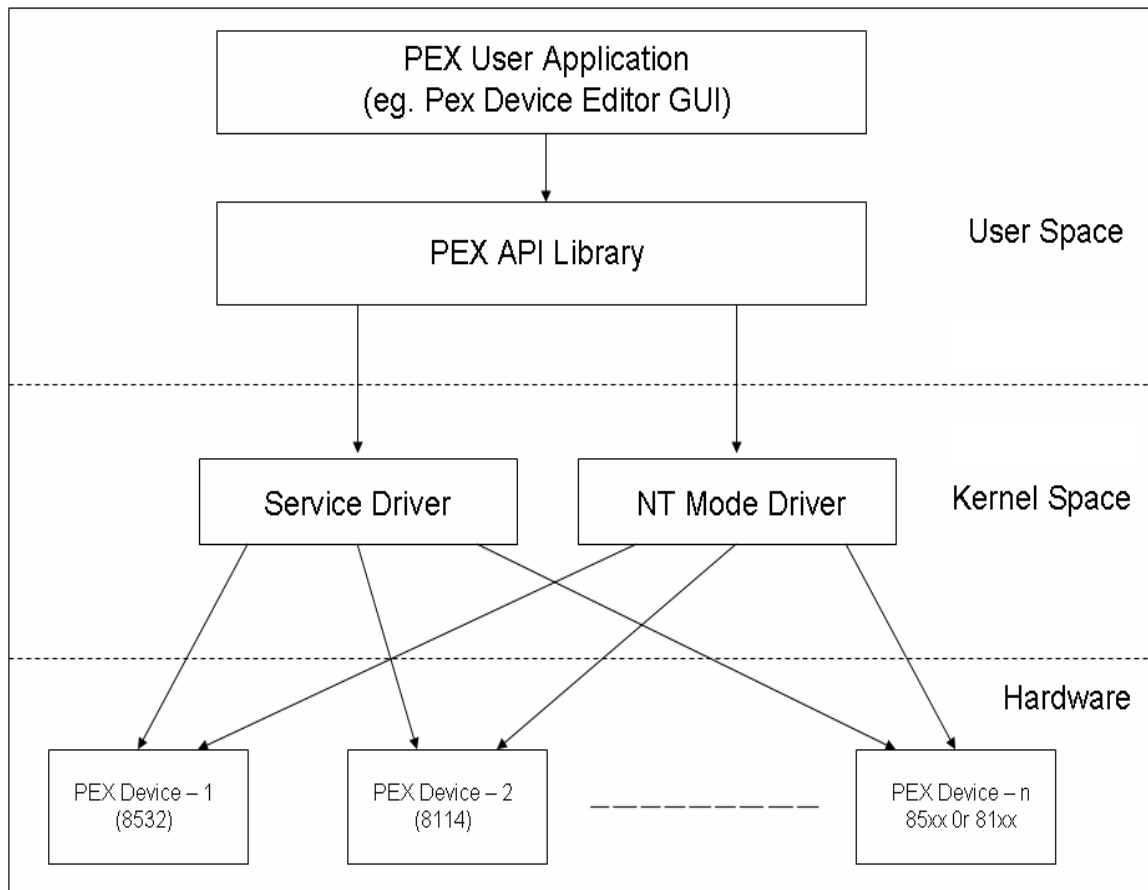 PEX User Application
(eg. Pex Device Editor GUI)
PEX API Library
User Space
Service Driver
NT Mode Driver
Kernel Space
Hardware
PEX Device – 1
(8532)
PEX Device – 2
(8114)
PEX Device – n
85xx 0r 81xx